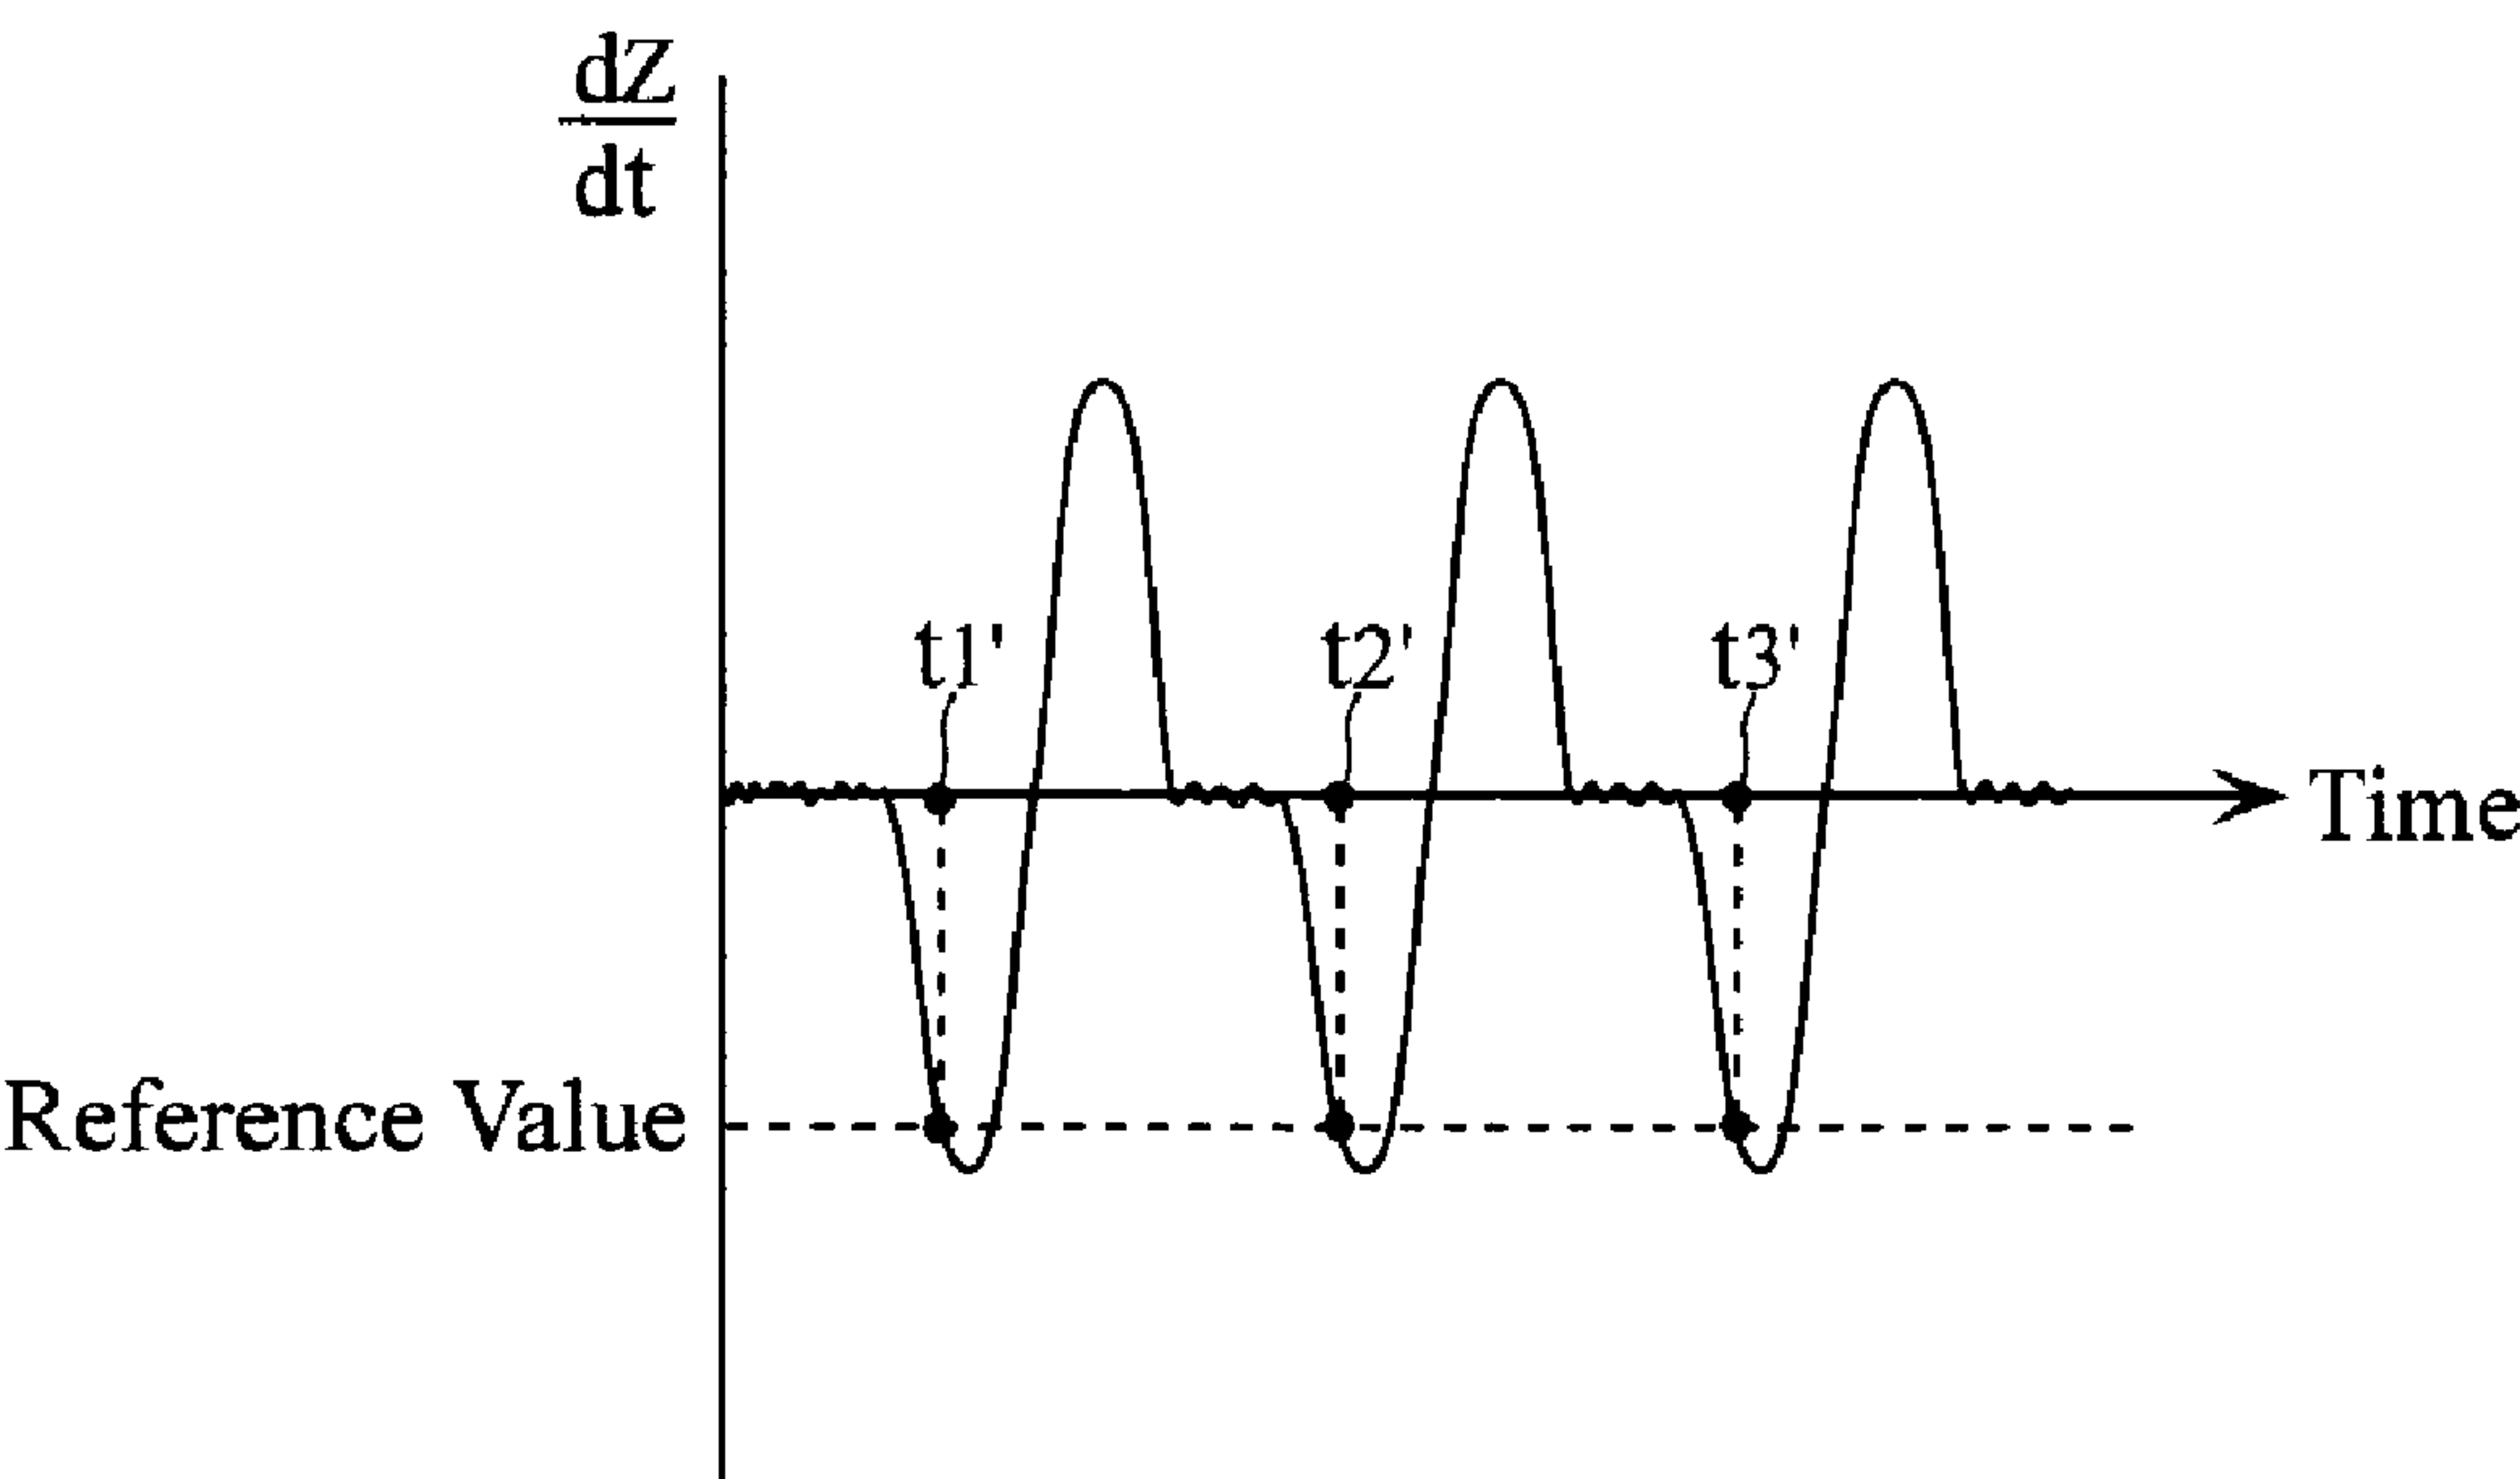 dZ
dt
t1'
t2'
t3'
Time
Reference Value